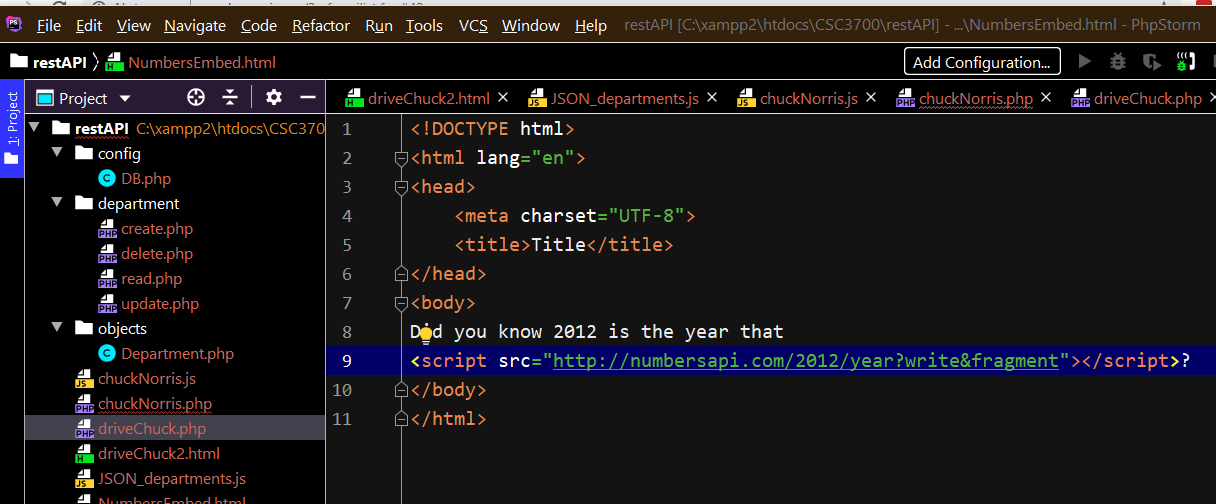 File Edit View Navigate Code Refactor Run Tools VCS Window Help restAPI [C:\xampp2\htdocs\CSC3700\restAPI] - ...\NumbersEmbed.html - PhpStorm
restAPI NumbersEmbed.html Add Configuration...
1: Project
Project
driveChuck2.html JSON_departments.js chuckNorris.js chuckNorris.php driveChuck.php
restAPI C:\xampp2\htdocs\CSC3700
config
DB.php
department
create.php
delete.php
read.php
update.php
objects
Department.php
chuckNorris.js
chuckNorris.php
driveChuck.php
driveChuck2.html
JSON_departments.js
NumbersEmbed.html
1 <!DOCTYPE html>
2 <html lang="en">
3 <head>
4 <meta charset="UTF-8">
5 <title>Title</title>
6 </head>
7 <body>
8 Did you know 2012 is the year that
9 <script src="http://numbersapi.com/2012/year?write&fragment"></script>?
10 </body>
11 </html>